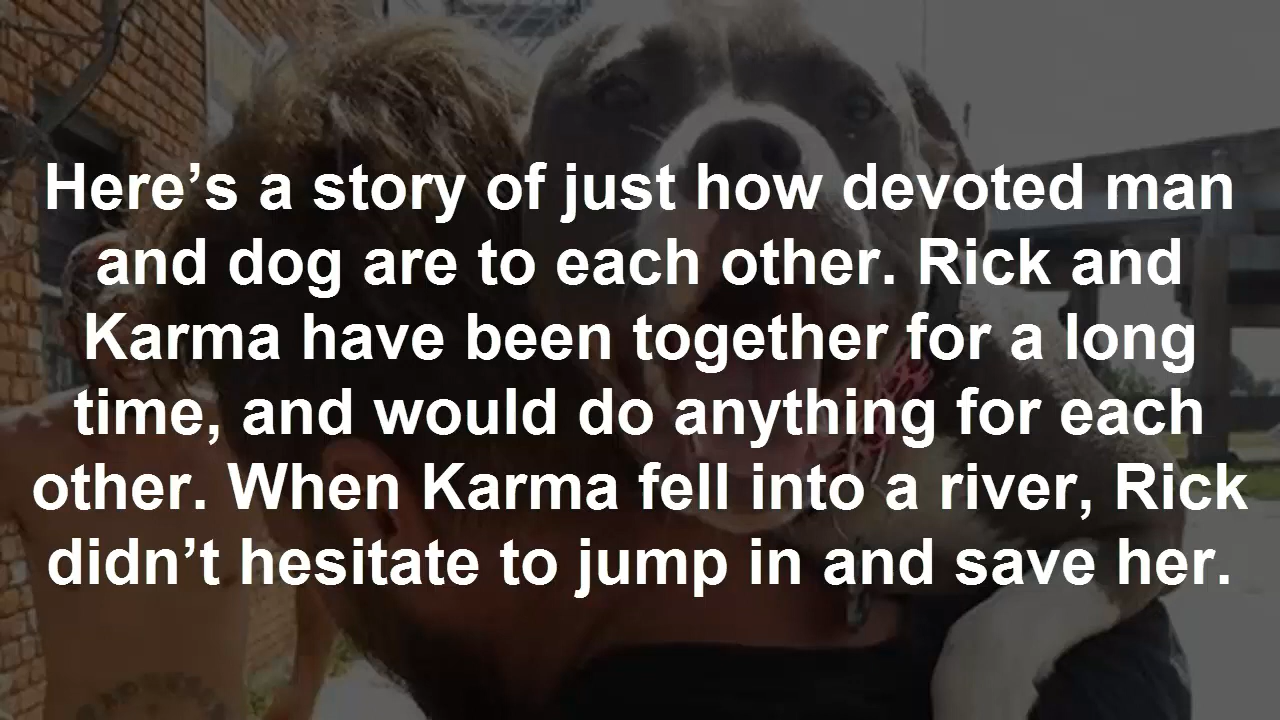 Here’s a story of just how devoted man
and dog are to each other. Rick and
Karma have been together for a long
time, and would do anything for each
other. When Karma fell into a river, Rick
didn’t hesitate to jump in and save her.